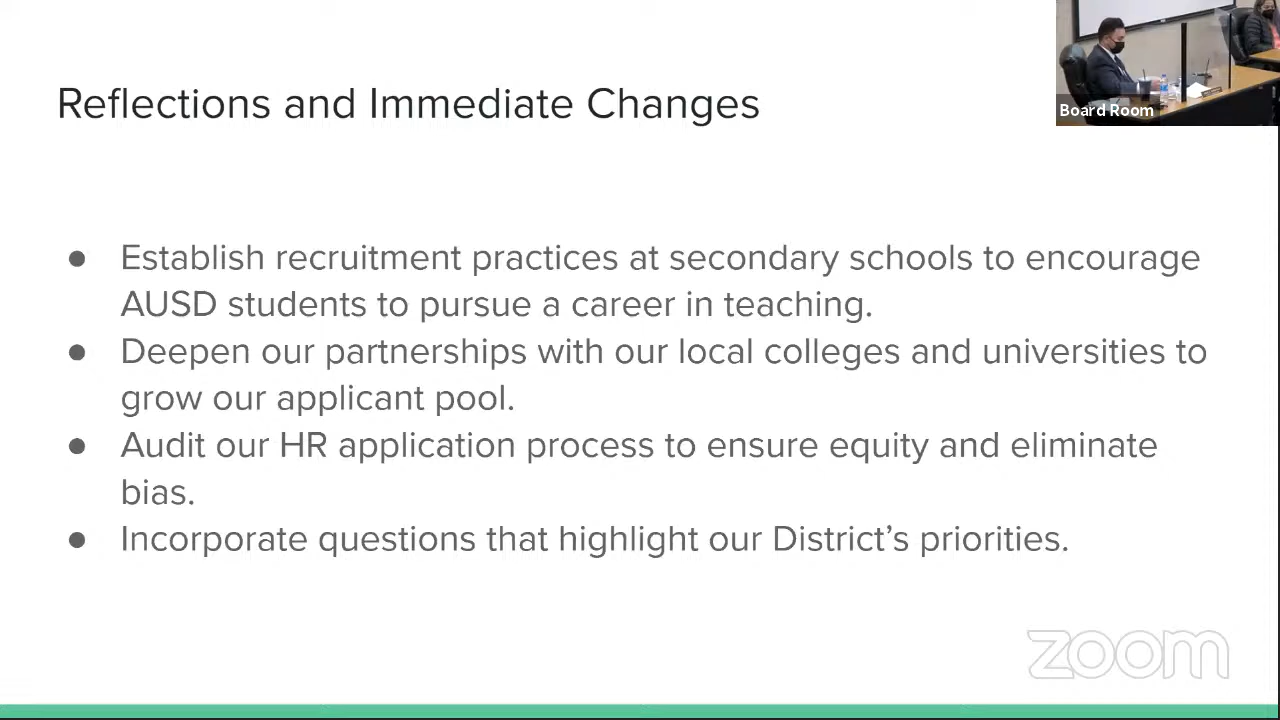 Reflections and Immediate Changes
Board Room
● Establish recruitment practices at secondary schools to encourage
AUSD students to pursue a career in teaching.
● Deepen our partnerships with our local colleges and universities to
grow our applicant pool.
● Audit our HR application process to ensure equity and eliminate
bias.
● Incorporate questions that highlight our District’s priorities.
zoom